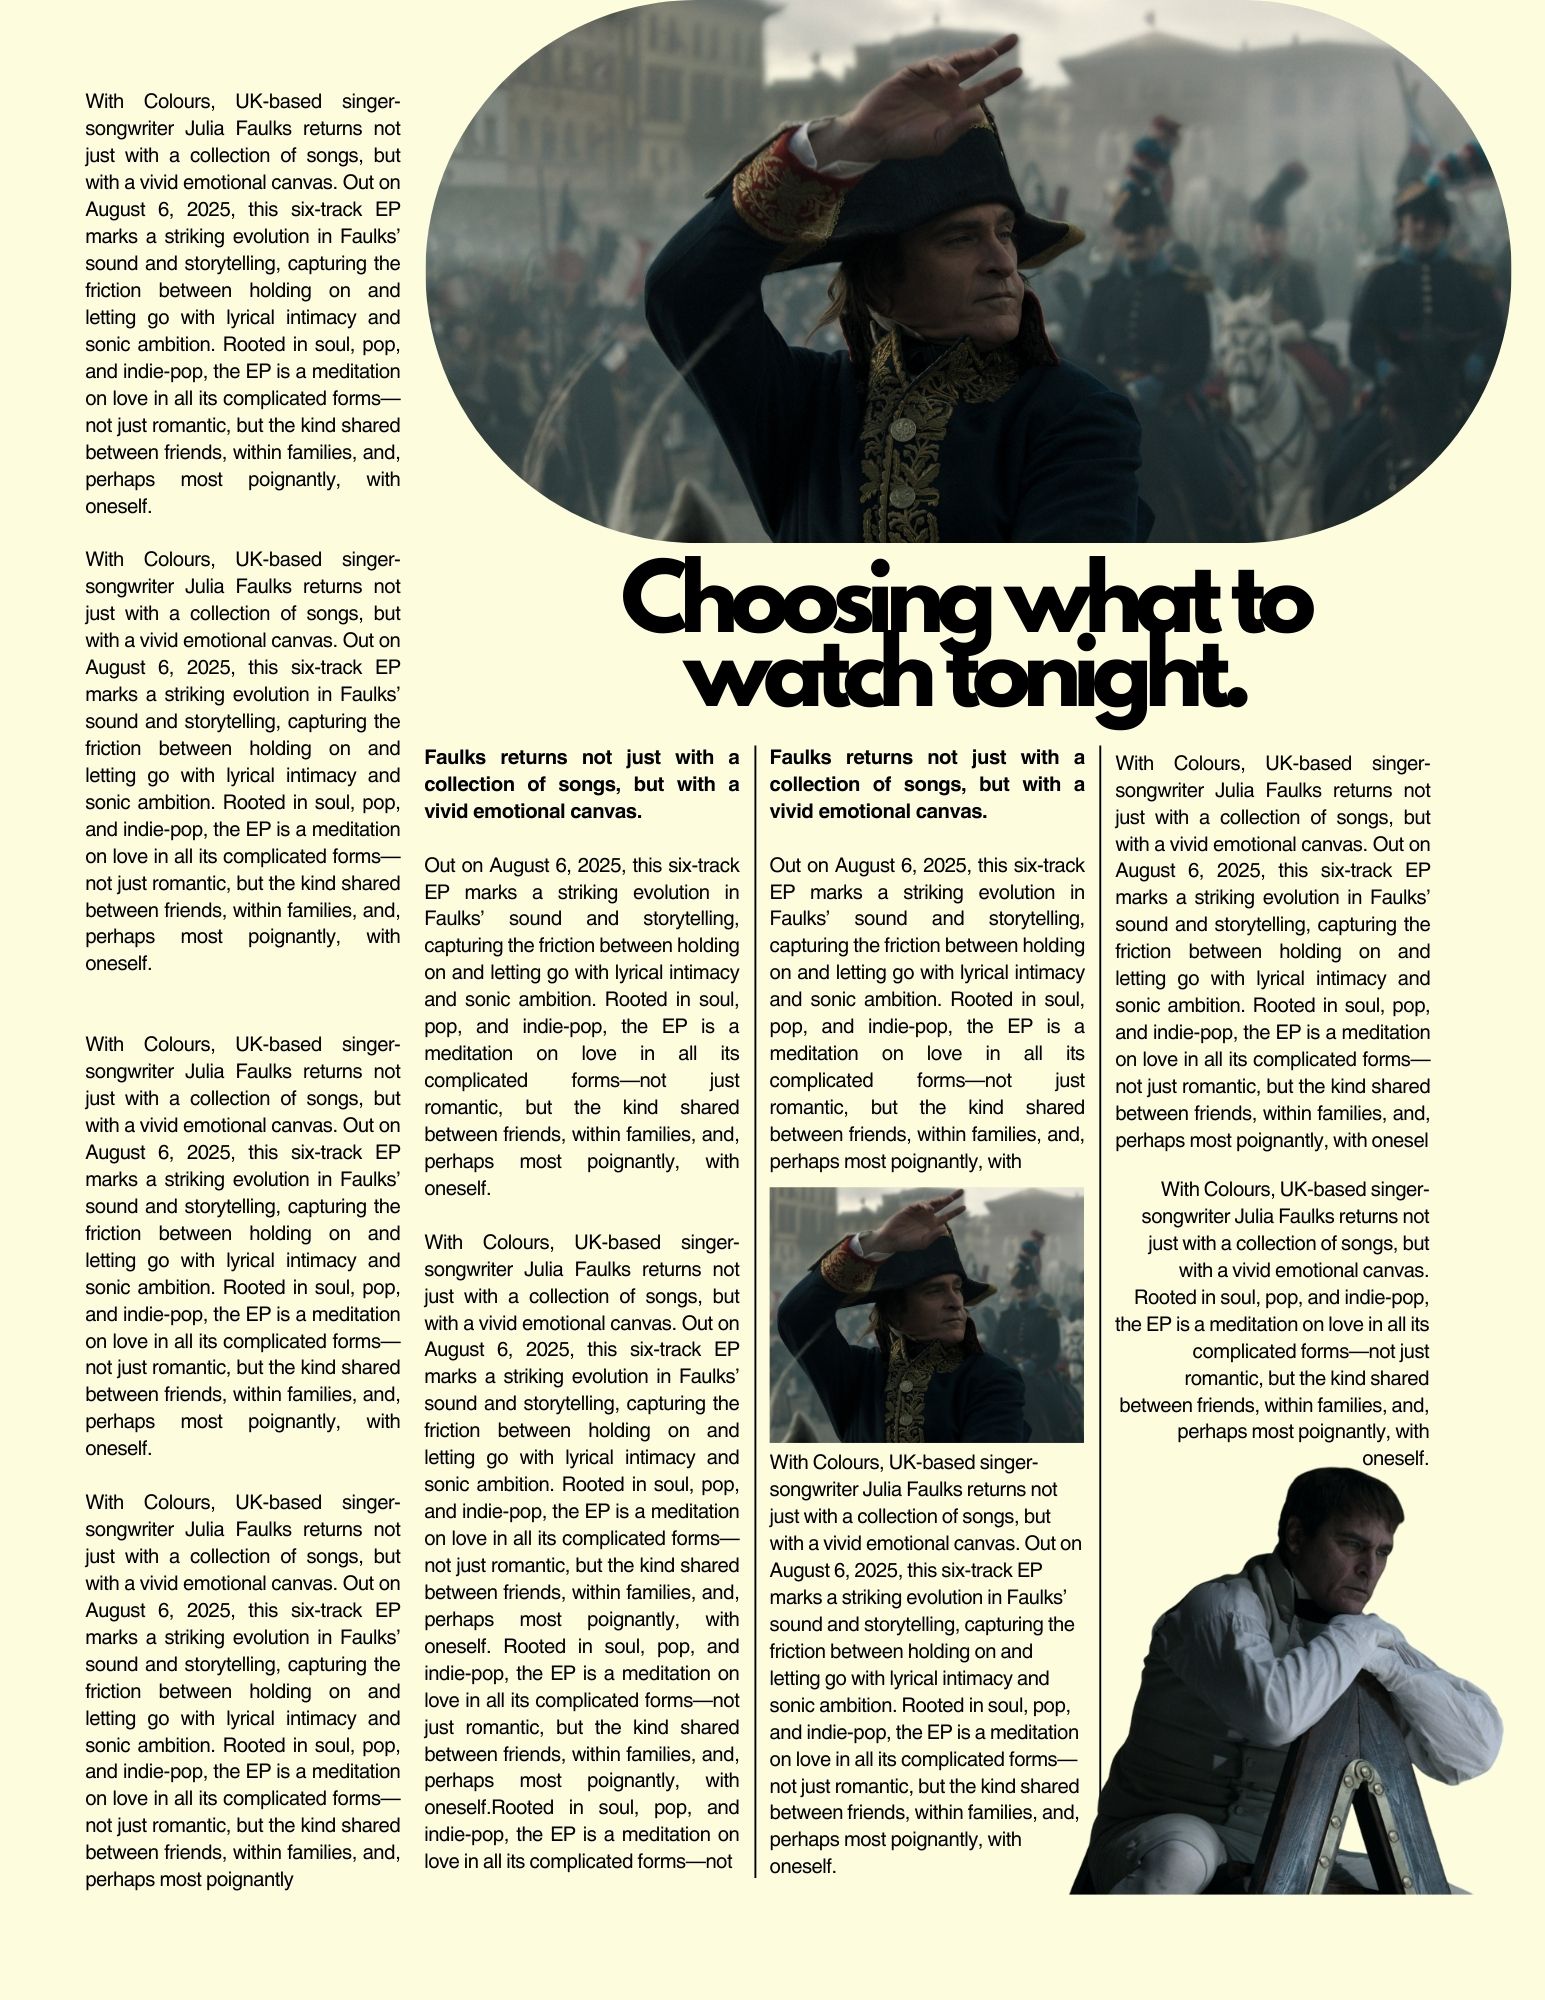 With Colours, UK-based singer-
songwriter Julia Faulks returns not
just with a collection of songs, but
with a vivid emotional canvas. Out on
August 6, 2025, this six-track EP
marks a striking evolution in Faulks’
sound and storytelling, capturing the
friction between holding on and
letting go with lyrical intimacy and
sonic ambition. Rooted in soul, pop,
and indie-pop, the EP is a meditation
on love in all its complicated forms—
not just romantic, but the kind shared
between friends, within families, and,
perhaps most poignantly, with
oneself.
With Colours, UK-based singer-
songwriter Julia Faulks returns not
just with a collection of songs, but
with a vivid emotional canvas. Out on
August 6, 2025, this six-track EP
marks a striking evolution in Faulks’
sound and storytelling, capturing the
friction between holding on and
letting go with lyrical intimacy and
sonic ambition. Rooted in soul, pop,
and indie-pop, the EP is a meditation
on love in all its complicated forms—
not just romantic, but the kind shared
between friends, within families, and,
perhaps most poignantly, with
oneself.
With Colours, UK-based singer-
songwriter Julia Faulks returns not
just with a collection of songs, but
with a vivid emotional canvas. Out on
August 6, 2025, this six-track EP
marks a striking evolution in Faulks’
sound and storytelling, capturing the
friction between holding on and
letting go with lyrical intimacy and
sonic ambition. Rooted in soul, pop,
and indie-pop, the EP is a meditation
on love in all its complicated forms—
not just romantic, but the kind shared
between friends, within families, and,
perhaps most poignantly, with
oneself.
With Colours, UK-based singer-
songwriter Julia Faulks returns not
just with a collection of songs, but
with a vivid emotional canvas. Out on
August 6, 2025, this six-track EP
marks a striking evolution in Faulks’
sound and storytelling, capturing the
friction between holding on and
letting go with lyrical intimacy and
sonic ambition. Rooted in soul, pop,
and indie-pop, the EP is a meditation
on love in all its complicated forms—
not just romantic, but the kind shared
between friends, within families, and,
perhaps most poignantly
Choosing what to
watch tonight.
Faulks returns not just with a
collection of songs, but with a
vivid emotional canvas.
Out on August 6, 2025, this six-track
EP marks a striking evolution in
Faulks’ sound and storytelling,
capturing the friction between holding
on and letting go with lyrical intimacy
and sonic ambition. Rooted in soul,
pop, and indie-pop, the EP is a
meditation on love in all its
complicated forms—not just
romantic, but the kind shared
between friends, within families, and,
perhaps most poignantly, with
oneself.
With Colours, UK-based singer-
songwriter Julia Faulks returns not
just with a collection of songs, but
with a vivid emotional canvas. Out on
August 6, 2025, this six-track EP
marks a striking evolution in Faulks’
sound and storytelling, capturing the
friction between holding on and
letting go with lyrical intimacy and
sonic ambition. Rooted in soul, pop,
and indie-pop, the EP is a meditation
on love in all its complicated forms—
not just romantic, but the kind shared
between friends, within families, and,
perhaps most poignantly, with
oneself. Rooted in soul, pop, and
indie-pop, the EP is a meditation on
love in all its complicated forms—not
just romantic, but the kind shared
between friends, within families, and,
perhaps most poignantly, with
oneself.Rooted in soul, pop, and
indie-pop, the EP is a meditation on
love in all its complicated forms—not
Faulks returns not just with a
collection of songs, but with a
vivid emotional canvas.
Out on August 6, 2025, this six-track
EP marks a striking evolution in
Faulks’ sound and storytelling,
capturing the friction between holding
on and letting go with lyrical intimacy
and sonic ambition. Rooted in soul,
pop, and indie-pop, the EP is a
meditation on love in all its
complicated forms—not just
romantic, but the kind shared
between friends, within families, and,
perhaps most poignantly, with
With Colours, UK-based singer-
songwriter Julia Faulks returns not
just with a collection of songs, but
with a vivid emotional canvas. Out on
August 6, 2025, this six-track EP
marks a striking evolution in Faulks’
sound and storytelling, capturing the
friction between holding on and
letting go with lyrical intimacy and
sonic ambition. Rooted in soul, pop,
and indie-pop, the EP is a meditation
on love in all its complicated forms—
not just romantic, but the kind shared
between friends, within families, and,
perhaps most poignantly, with
oneself.
With Colours, UK-based singer-
songwriter Julia Faulks returns not
just with a collection of songs, but
with a vivid emotional canvas. Out on
August 6, 2025, this six-track EP
marks a striking evolution in Faulks’
sound and storytelling, capturing the
friction between holding on and
letting go with lyrical intimacy and
sonic ambition. Rooted in soul, pop,
and indie-pop, the EP is a meditation
on love in all its complicated forms—
not just romantic, but the kind shared
between friends, within families, and,
perhaps most poignantly, with onesel
With Colours, UK-based singer-
songwriter Julia Faulks returns not
just with a collection of songs, but
with a vivid emotional canvas.
Rooted in soul, pop, and indie-pop,
the EP is a meditation on love in all its
complicated forms—not just
romantic, but the kind shared
between friends, within families, and,
perhaps most poignantly, with
oneself.